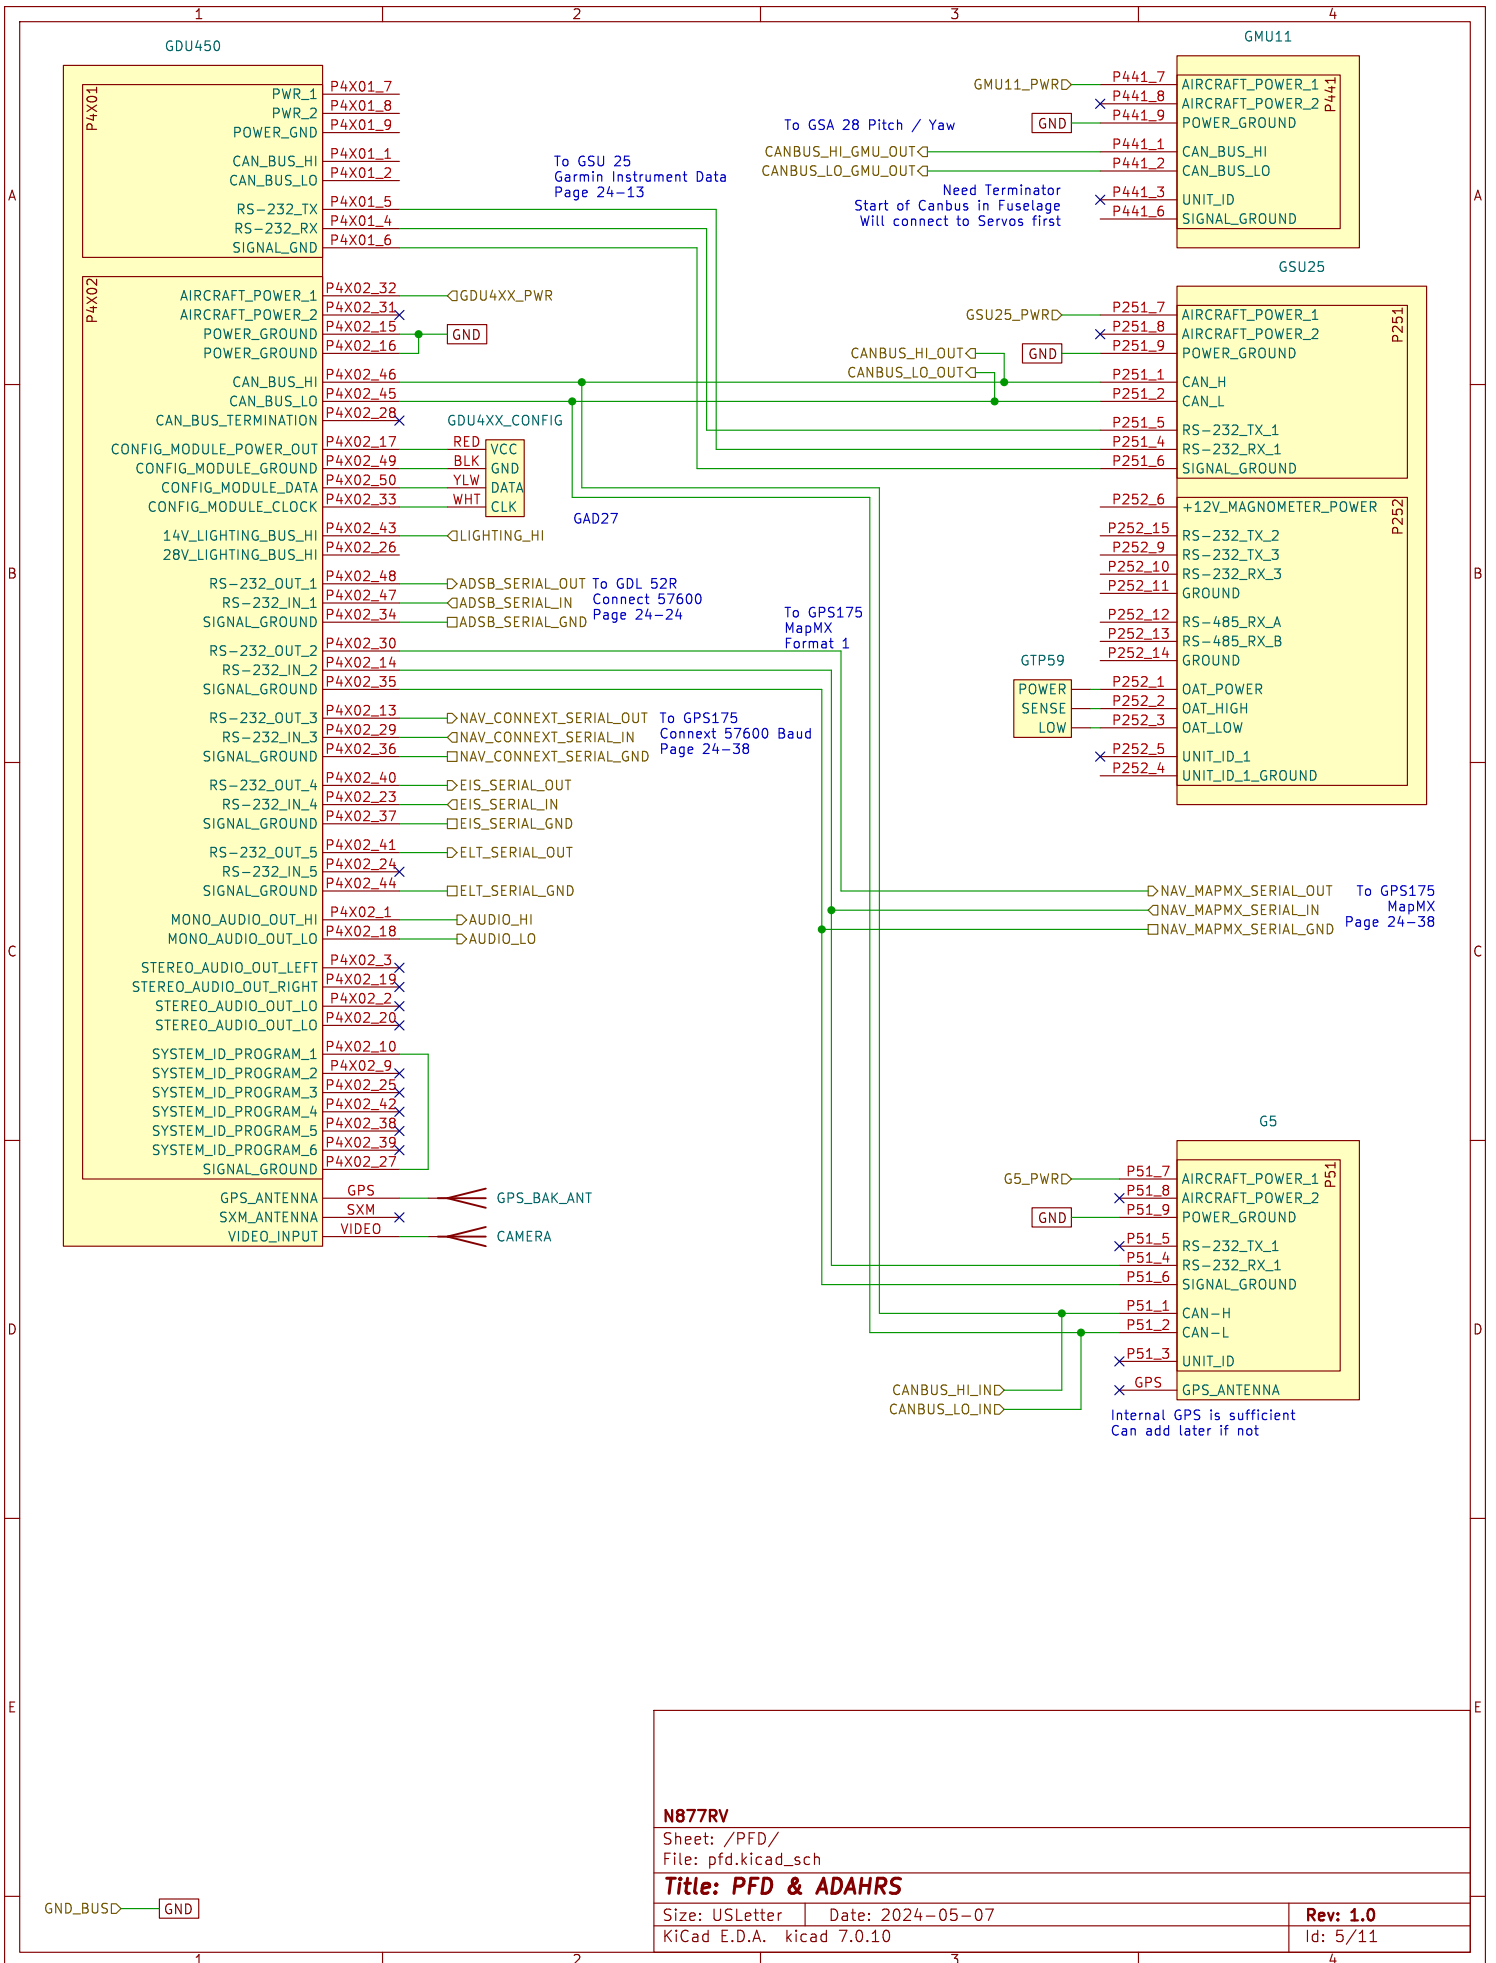 1
2
3
4
A
B
C
D
E
GDU450
P4X01
PWR_1 P4X01_7
PWR_2 P4X01_8
POWER_GND P4X01_9
CAN_BUS_HI P4X01_1
CAN_BUS_LO P4X01_2
RS-232_TX P4X01_5
RS-232_RX P4X01_4
SIGNAL_GND P4X01_6
To GSU 25
Garmin Instrument Data
Page 24-13
P4X02
AIRCRAFT_POWER_1 P4X02_32 GDU4XX_PWR
AIRCRAFT_POWER_2 P4X02_31
POWER_GROUND P4X02_15 GND
POWER_GROUND P4X02_16
CAN_BUS_HI P4X02_46
CAN_BUS_LO P4X02_45
CAN_BUS_TERMINATION P4X02_28
GDU4XX_CONFIG
CONFIG_MODULE_POWER_OUT P4X02_17 RED VCC
CONFIG_MODULE_GROUND P4X02_49 BLK GND
CONFIG_MODULE_DATA P4X02_50 YLW DATA
CONFIG_MODULE_CLOCK P4X02_33 WHT CLK
GAD27
14V_LIGHTING_BUS_HI P4X02_43 LIGHTING_HI
28V_LIGHTING_BUS_HI P4X02_26
RS-232_OUT_1 P4X02_48 ADSB_SERIAL_OUT
RS-232_IN_1 P4X02_47 ADSB_SERIAL_IN
SIGNAL_GROUND P4X02_34 ADSB_SERIAL_GND
To GDL 52R
Connect 57600
Page 24-24
RS-232_OUT_2 P4X02_30
RS-232_IN_2 P4X02_14
SIGNAL_GROUND P4X02_35
To GPS175
MapMX
Format 1
RS-232_OUT_3 P4X02_13 NAV_CONNEXT_SERIAL_OUT
RS-232_IN_3 P4X02_29 NAV_CONNEXT_SERIAL_IN
SIGNAL_GROUND P4X02_36 NAV_CONNEXT_SERIAL_GND
To GPS175
Connext 57600 Baud
Page 24-38
RS-232_OUT_4 P4X02_40 EIS_SERIAL_OUT
RS-232_IN_4 P4X02_23 EIS_SERIAL_IN
SIGNAL_GROUND P4X02_37 EIS_SERIAL_GND
RS-232_OUT_5 P4X02_41 ELT_SERIAL_OUT
RS-232_IN_5 P4X02_24
SIGNAL_GROUND P4X02_44 ELT_SERIAL_GND
MONO_AUDIO_OUT_HI P4X02_1 AUDIO_HI
MONO_AUDIO_OUT_LO P4X02_18 AUDIO_LO
STEREO_AUDIO_OUT_LEFT P4X02_3
STEREO_AUDIO_OUT_RIGHT P4X02_19
STEREO_AUDIO_OUT_LO P4X02_2
STEREO_AUDIO_OUT_LO P4X02_20
SYSTEM_ID_PROGRAM_1 P4X02_10
SYSTEM_ID_PROGRAM_2 P4X02_9
SYSTEM_ID_PROGRAM_3 P4X02_25
SYSTEM_ID_PROGRAM_4 P4X02_42
SYSTEM_ID_PROGRAM_5 P4X02_38
SYSTEM_ID_PROGRAM_6 P4X02_39
SIGNAL_GROUND P4X02_27
GPS_ANTENNA GPS GPS_BAK_ANT
SXM_ANTENNA SXM
VIDEO_INPUT VIDEO CAMERA
GMU11
P441
GMU11_PWR P441_7 AIRCRAFT_POWER_1
P441_8 AIRCRAFT_POWER_2
GND P441_9 POWER_GROUND
To GSA 28 Pitch / Yaw
CANBUS_HI_GMU_OUT P441_1 CAN_BUS_HI
CANBUS_LO_GMU_OUT P441_2 CAN_BUS_LO
Need Terminator
Start of Canbus in Fuselage
Will connect to Servos first
P441_3 UNIT_ID
P441_6 SIGNAL_GROUND
GSU25
P251
GSU25_PWR P251_7 AIRCRAFT_POWER_1
P251_8 AIRCRAFT_POWER_2
CANBUS_HI_OUT GND P251_9 POWER_GROUND
CANBUS_LO_OUT
P251_1 CAN_H
P251_2 CAN_L
P251_5 RS-232_TX_1
P251_4 RS-232_RX_1
P251_6 SIGNAL_GROUND
P252
P252_6 +12V_MAGNOMETER_POWER
P252_15 RS-232_TX_2
P252_9 RS-232_TX_3
P252_10 RS-232_RX_3
P252_11 GROUND
P252_12 RS-485_RX_A
P252_13 RS-485_RX_B
P252_14 GROUND
GTP59
POWER P252_1 OAT_POWER
SENSE P252_2 OAT_HIGH
LOW P252_3 OAT_LOW
P252_5 UNIT_ID_1
P252_4 UNIT_ID_1_GROUND
NAV_MAPMX_SERIAL_OUT
NAV_MAPMX_SERIAL_IN
NAV_MAPMX_SERIAL_GND
To GPS175
MapMX
Page 24-38
G5
P51
G5_PWR P51_7 AIRCRAFT_POWER_1
P51_8 AIRCRAFT_POWER_2
GND P51_9 POWER_GROUND
P51_5 RS-232_TX_1
P51_4 RS-232_RX_1
P51_6 SIGNAL_GROUND
P51_1 CAN-H
P51_2 CAN-L
P51_3 UNIT_ID
CANBUS_HI_IN GPS GPS_ANTENNA
CANBUS_LO_IN
Internal GPS is sufficient
Can add later if not
GND_BUS GND
N877RV
Sheet: /PFD/
File: pfd.kicad_sch
Title: PFD & ADAHRS
Size: USLetter Date: 2024-05-07 Rev: 1.0
KiCad E.D.A. kicad 7.0.10 Id: 5/11
A
B
C
D
E
1
2
3
4